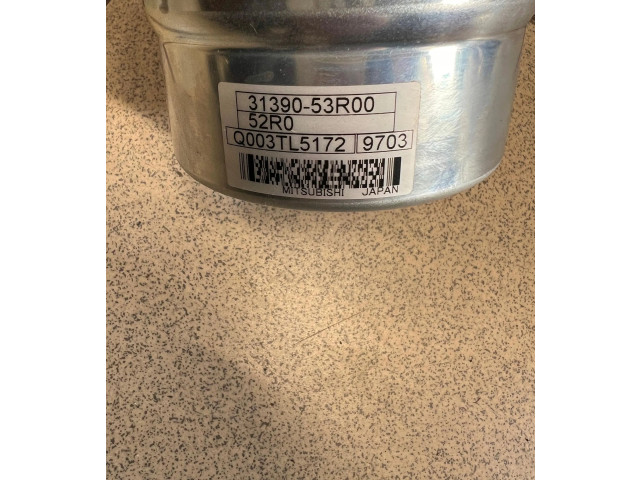 31390-53R00
52R0
Q003TL5172 9703
MITSUBISHI JAPAN